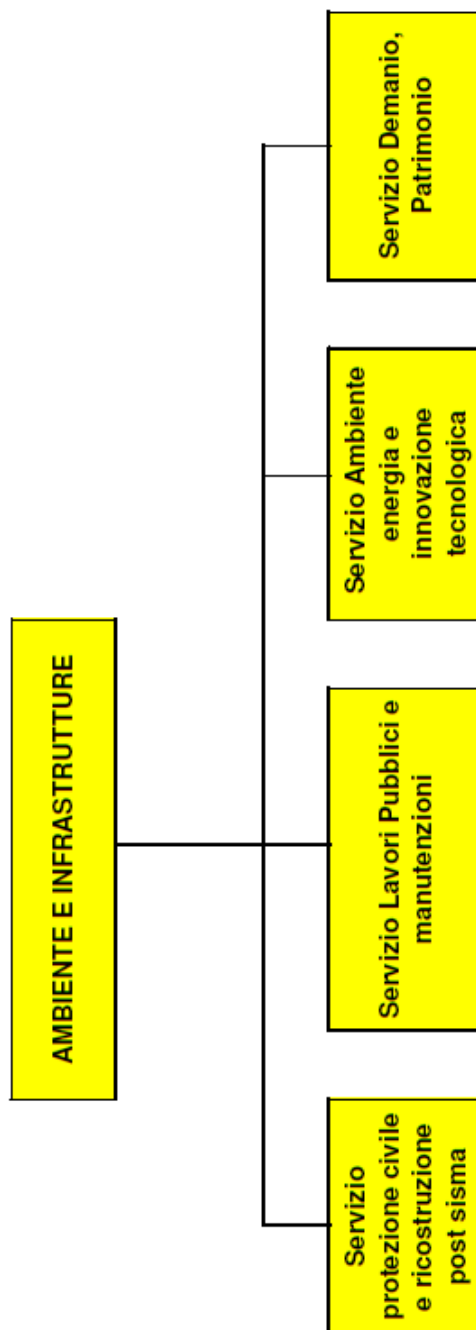 AMBIENTE E INFRASTRUTTURE
Servizio
protezione civile
e ricostruzione
post sisma
Servizio Lavori Pubblici e
manutenzioni
Servizio Ambiente
energia e
innovazione
tecnologica
Servizio Demanio,
Patrimonio